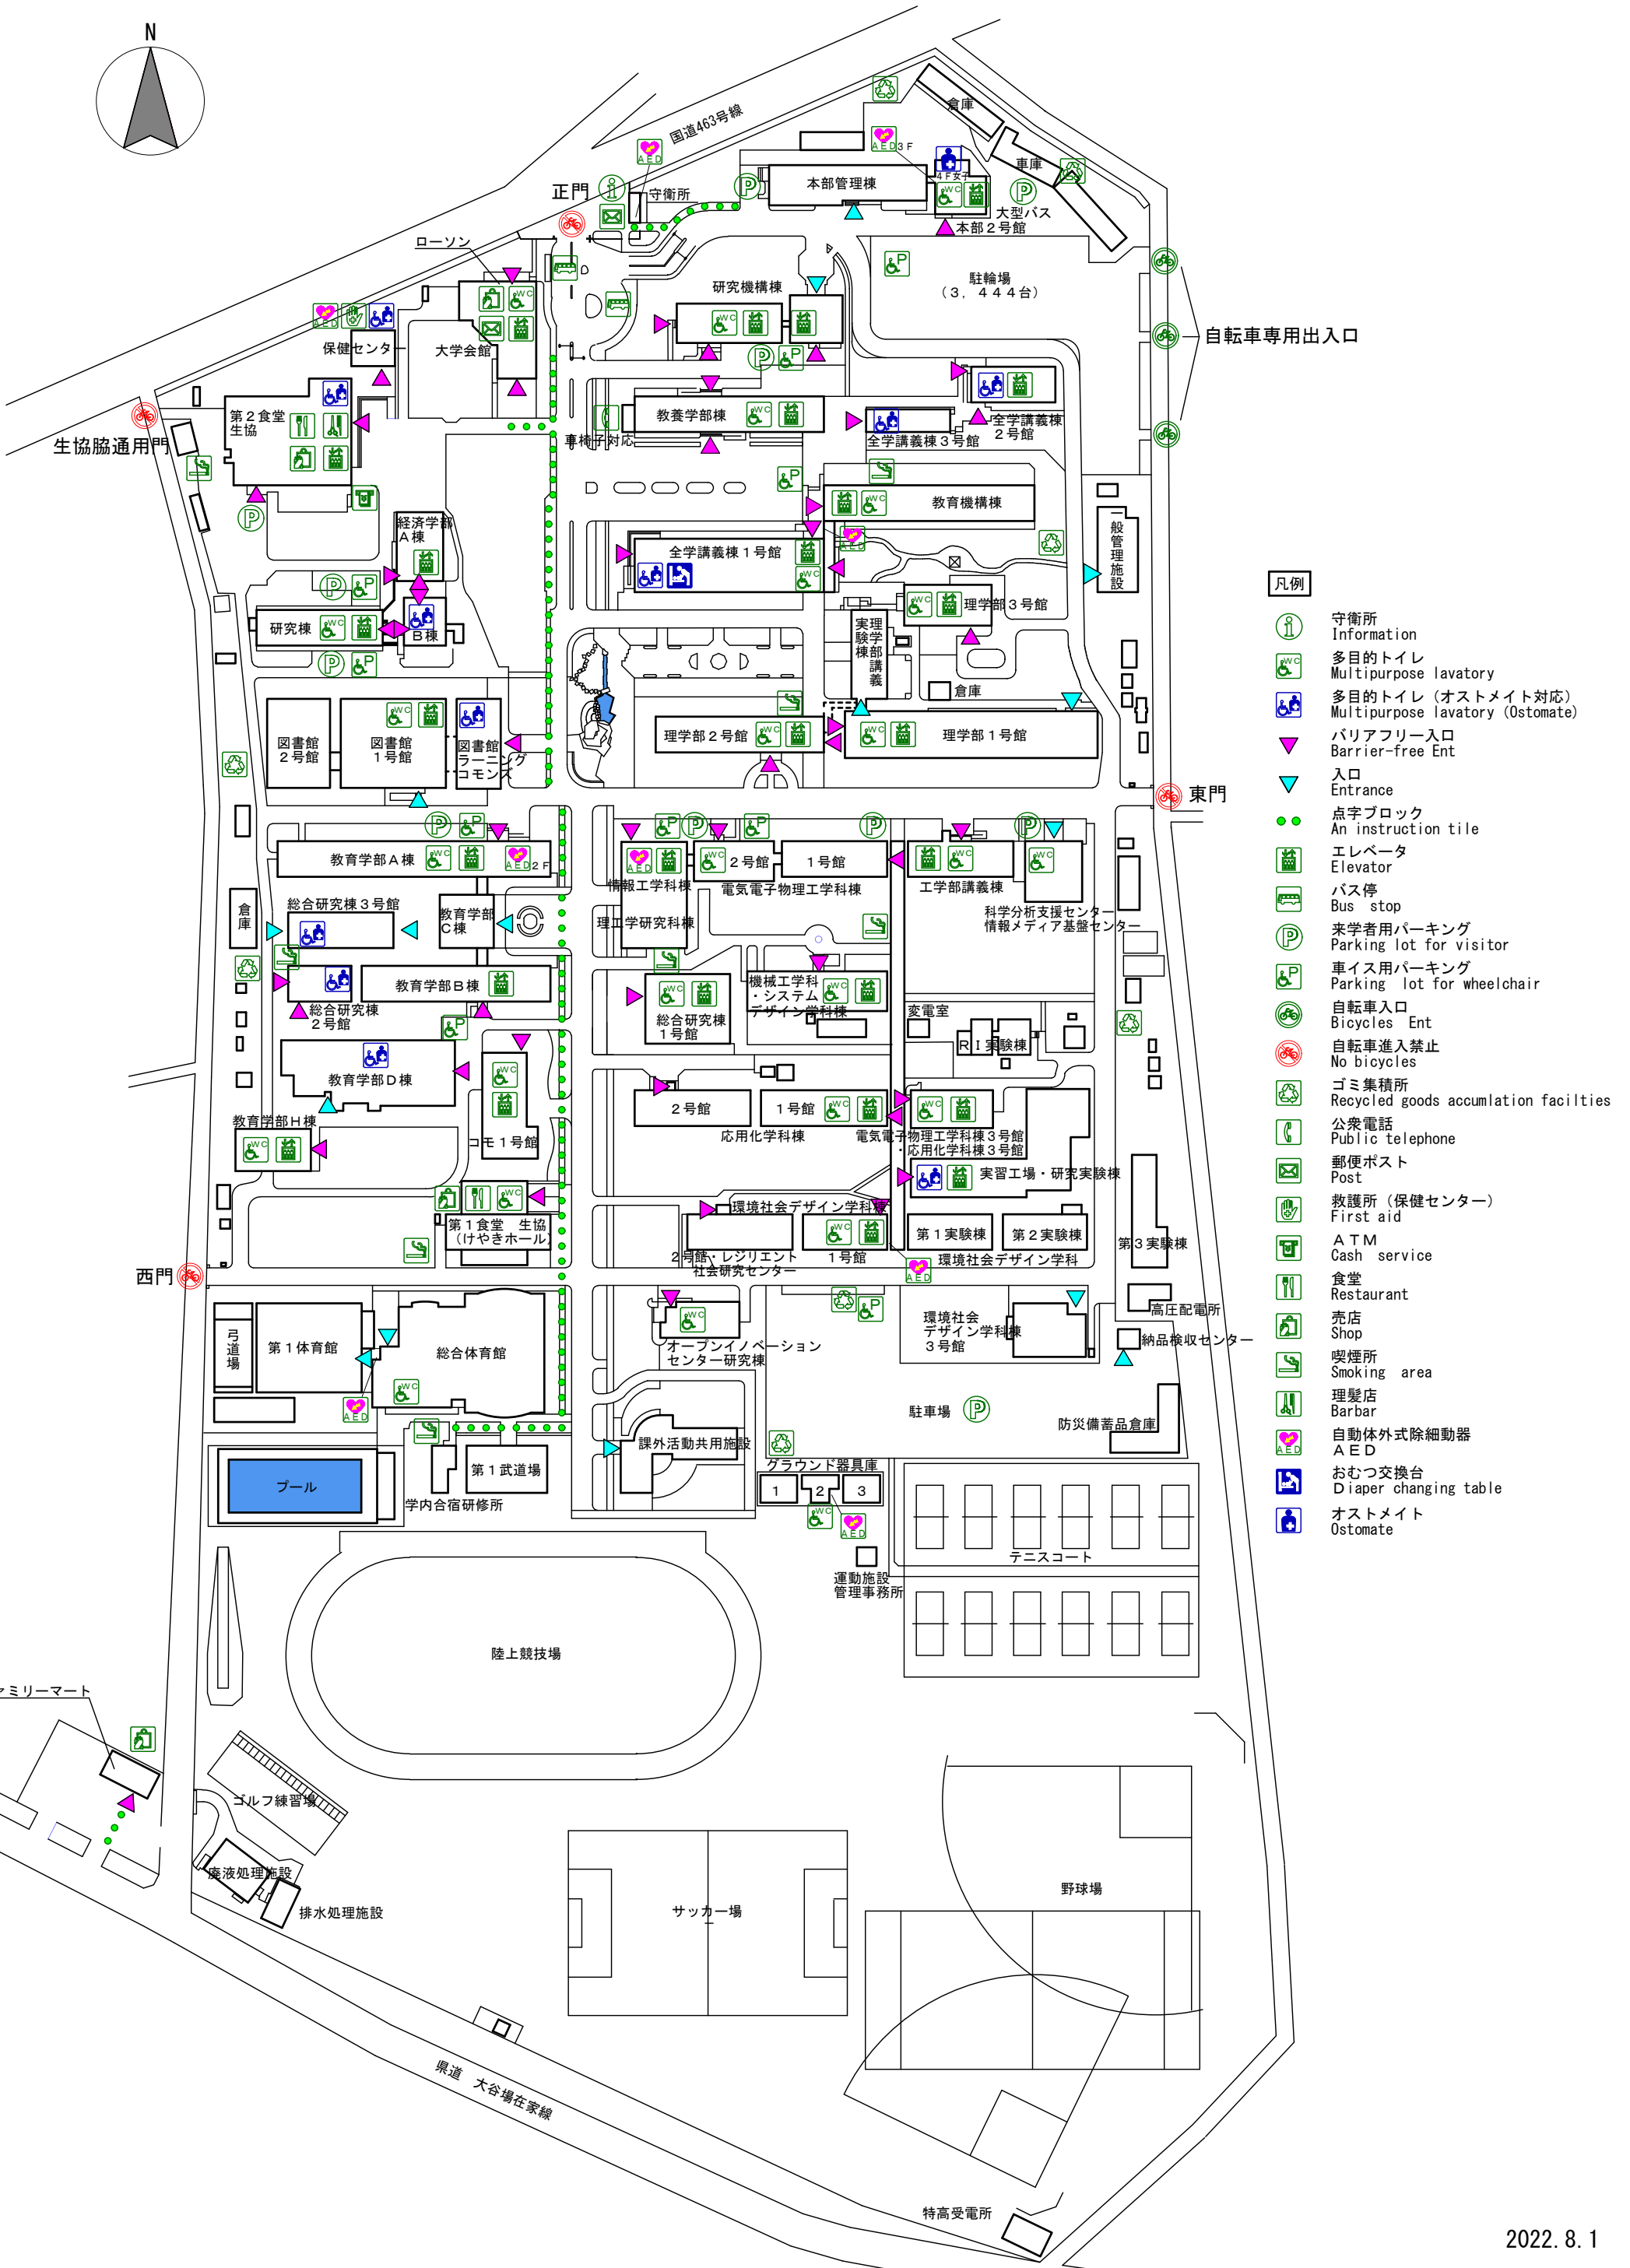 N
国道463号線
正門
守衛所
本部管理棟
AED
AED 3F
倉庫
車庫
4F女子
大型バス
本部2号館
ローソン
研究機構棟
駐輪場
(3,444台)
自転車専用出入口
AED
保健センター
大学会館
第2食堂
生協
生協脇通用門
車椅子対応
教養学部棟
全学講義棟3号館
全学講義棟
2号館
教育機構棟
経済学部
A棟
全学講義棟1号館
AED
一般管理施設
研究棟
B棟
理学部3号館
理学部講義
実験棟
倉庫
図書館
2号館
図書館
1号館
図書館
ラーニング
コモンズ
理学部2号館
理学部1号館
東門
教育学部A棟
AED 2F
AED
情報工学科棟
2号館
1号館
電気電子物理工学科棟
工学部講義棟
科学分析支援センター
情報メディア基盤センター
倉庫
総合研究棟3号館
教育学部
C棟
理工学研究科棟
総合研究棟
2号館
教育学部B棟
総合研究棟
1号館
機械工学科
・システム
デザイン学科棟
変電室
RI実験棟
教育学部D棟
教育学部H棟
コモ1号館
2号館
1号館
応用化学科棟
電気電子物理工学科棟3号館
・応用化学科棟3号館
実習工場・研究実験棟
第1食堂 生協
(けやきホール)
環境社会デザイン学科棟
2号館・レジリエント
社会研究センター
1号館
第1実験棟
第2実験棟
環境社会デザイン学科
第3実験棟
AED
西門
弓道場
第1体育館
総合体育館
AED
オープンイノベーション
センター研究棟
環境社会
デザイン学科棟
3号館
高圧配電所
納品検収センター
駐車場
防災備蓄品倉庫
プール
学内合宿研修所
第1武道場
課外活動共用施設
グラウンド器具庫
1
2
3
AED
運動施設
管理事務所
テニスコート
陸上競技場
ァミリーマート
ゴルフ練習場
廃液処理施設
排水処理施設
サッカー場
野球場
県道 大谷場在家線
特高受電所
凡例
守衛所
Information
多目的トイレ
Multipurpose lavatory
多目的トイレ(オストメイト対応)
Multipurpose lavatory (Ostomate)
バリアフリー入口
Barrier-free Ent
入口
Entrance
点字ブロック
An instruction tile
エレベータ
Elevator
バス停
Bus stop
来学者用パーキング
Parking lot for visitor
車イス用パーキング
Parking lot for wheelchair
自転車入口
Bicycles Ent
自転車進入禁止
No bicycles
ゴミ集積所
Recycled goods accumlation facilties
公衆電話
Public telephone
郵便ポスト
Post
救護所(保健センター)
First aid
ATM
Cash service
食堂
Restaurant
売店
Shop
喫煙所
Smoking area
理髪店
Barbar
自動体外式除細動器
AED
おむつ交換台
Diaper changing table
オストメイト
Ostomate
2022.8.1